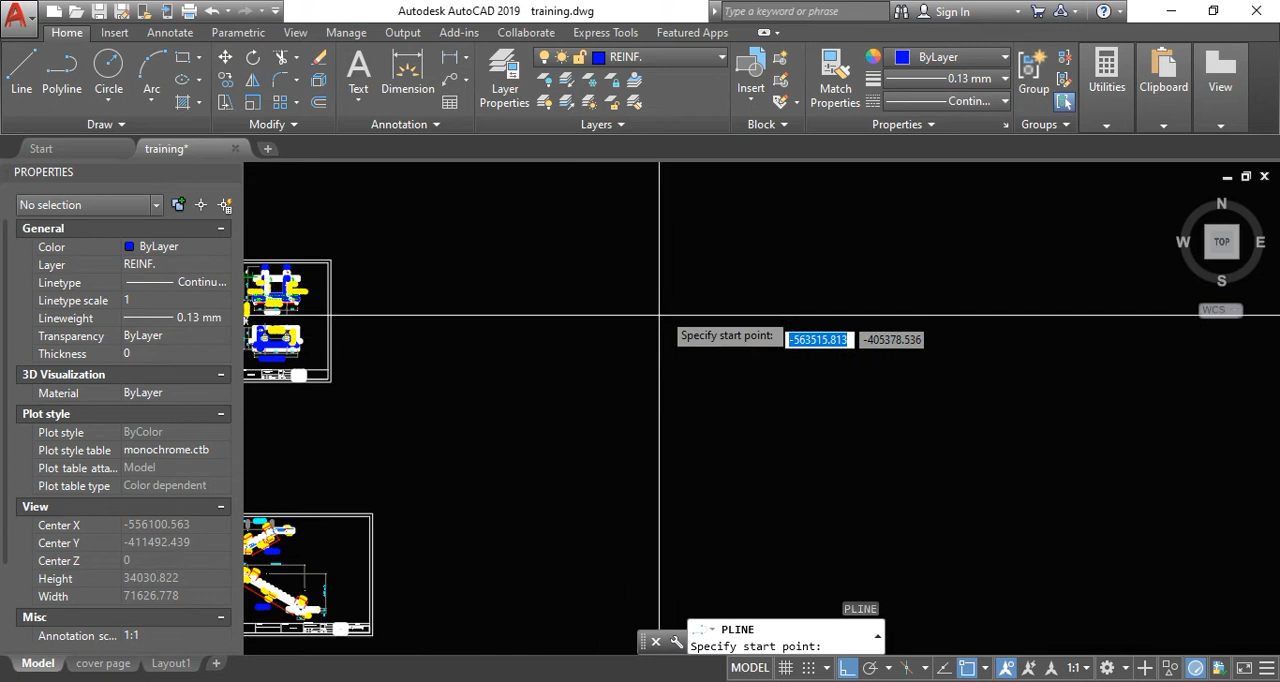 Autodesk AutoCAD 2019 training.dwg
Type a keyword or phrase
Sign In
Home Insert Annotate Parametric View Manage Output Add-ins Collaborate Express Tools Featured Apps
Line Polyline Circle Arc
Draw
Modify
Text Dimension
Annotation
Layer Properties
REINF.
Layers
Insert
Block
Match Properties
ByLayer
0.13 mm
Contin...
Properties
Group
Groups
Utilities
Clipboard
View
Start training*
PROPERTIES
No selection
General
Color ByLayer
Layer REINF.
Linetype Continu...
Linetype scale 1
Lineweight 0.13 mm
Transparency ByLayer
Thickness 0
3D Visualization
Material ByLayer
Plot style
Plot style ByColor
Plot style table monochrome.ctb
Plot table atta... Model
Plot table type Color dependent
View
Center X -556100.563
Center Y -411492.439
Center Z 0
Height 34030.822
Width 71626.778
Misc
Annotation sc... 1:1
N
W TOP E
S
WCS
Specify start point: -563515.813 -405378.536
PLINE
PLINE
Specify start point:
Model cover page Layout1
MODEL 1:1